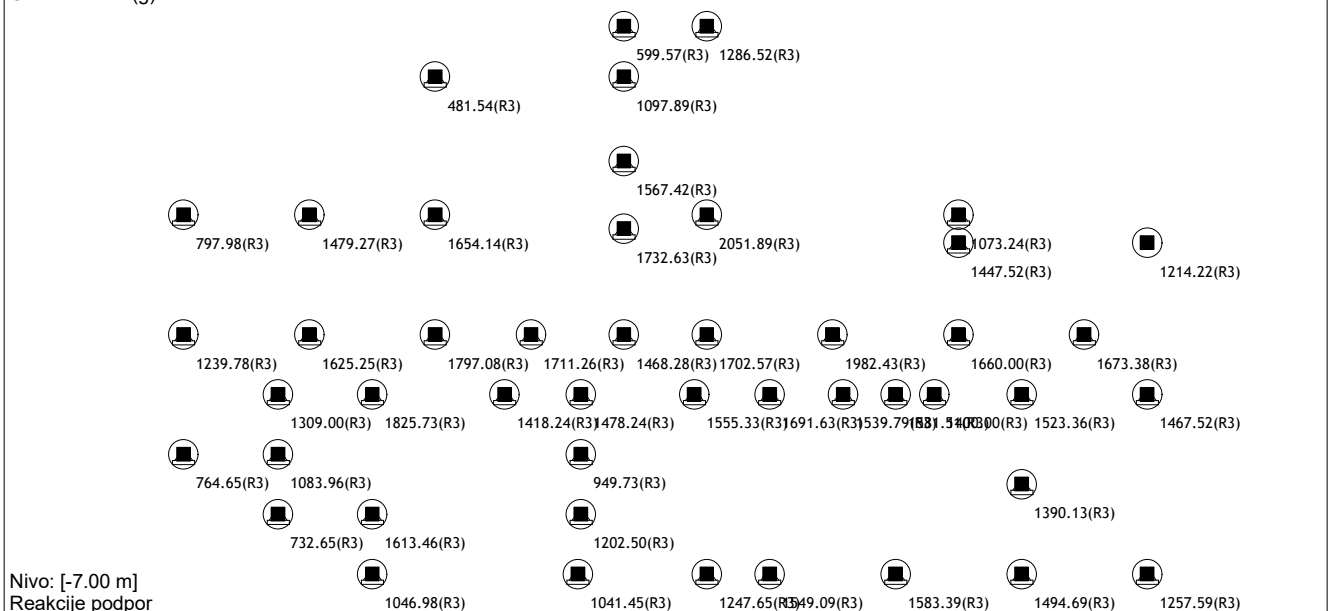 599.57(R3) 1286.52(R3)
481.54(R3) 1097.89(R3)
1567.42(R3)
797.98(R3) 1479.27(R3) 1654.14(R3) 1732.63(R3) 2051.89(R3) 1073.24(R3)
1447.52(R3) 1214.22(R3)
1239.78(R3) 1625.25(R3) 1797.08(R3) 1711.26(R3) 1468.28(R3) 1702.57(R3) 1982.43(R3) 1660.00(R3) 1673.38(R3)
1309.00(R3) 1825.73(R3) 1418.24(R3) 1478.24(R3) 1555.33(R3) 1691.63(R3) 1539.79(R3) 1523.36(R3) 1467.52(R3)
764.65(R3) 1083.96(R3) 949.73(R3)
1390.13(R3)
732.65(R3) 1613.46(R3) 1202.50(R3)
Nivo: [-7.00 m]
Reakcije podpor 1046.98(R3) 1041.45(R3) 1247.65(R3) 1549.09(R3) 1583.39(R3) 1494.69(R3) 1257.59(R3)